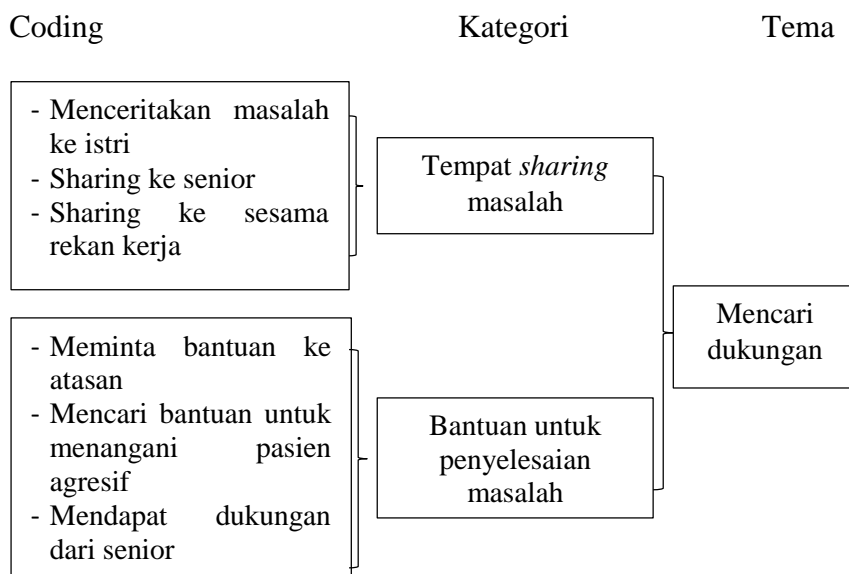 Coding Kategori Tema
- Menceritakan masalah
ke istri
- Sharing ke senior
- Sharing ke sesama
rekan kerja
Tempat sharing
masalah
- Meminta bantuan ke
atasan
- Mencari bantuan untuk
menangani pasien
agresif
- Mendapat dukungan
dari senior
Bantuan untuk
penyelesaian
masalah
Mencari
dukungan